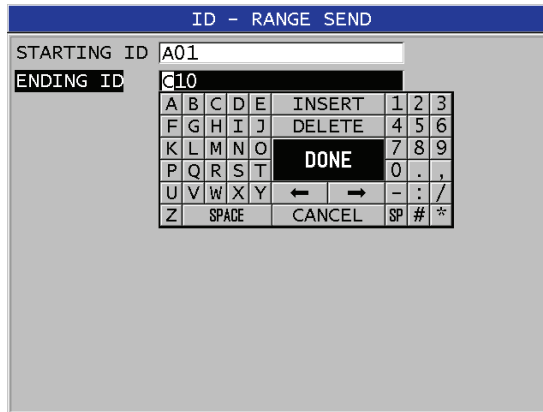 ID – RANGE SEND
STARTING ID A01
ENDING ID C10
A B C D E INSERT 1 2 3
F G H I J DELETE 4 5 6
K L M N O DONE 7 8 9
P Q R S T 0 . ,
U V W X Y ← → – : /
Z SPACE CANCEL SP # *